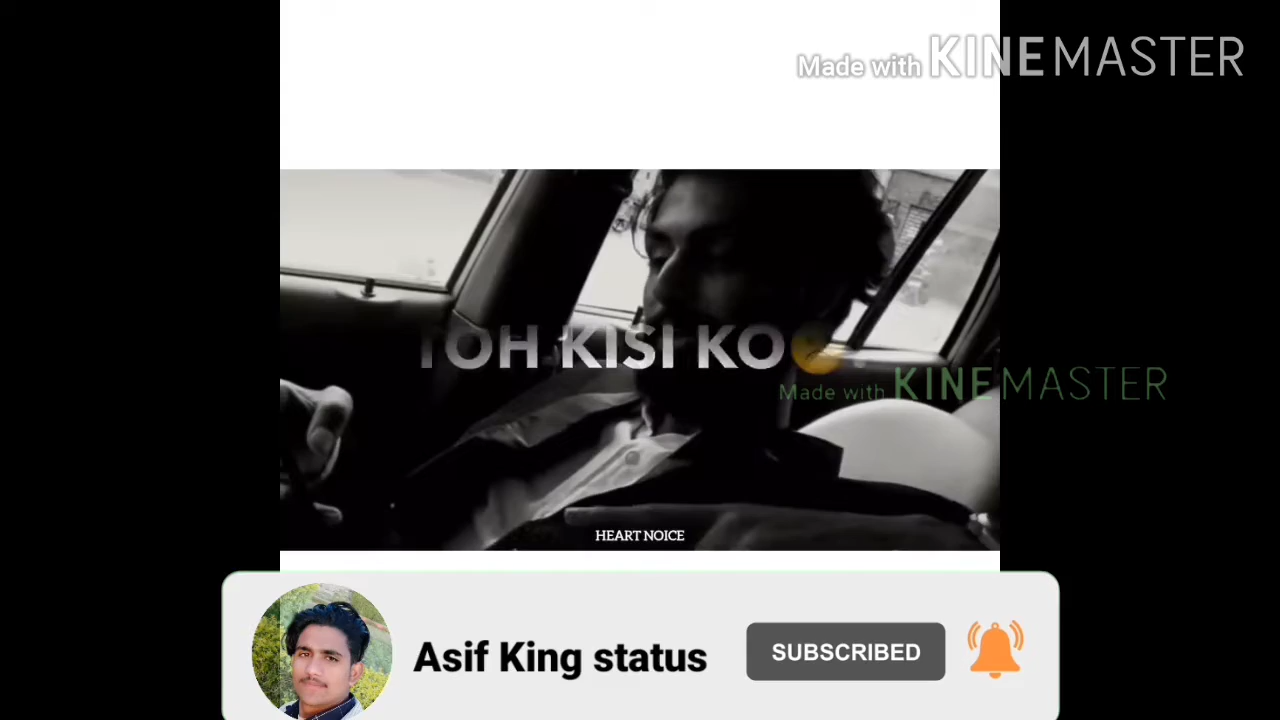 Made with KINEMASTER
TOH KISI KO
Made with KINEMASTER
HEART NOICE
Asif King status
SUBSCRIBED